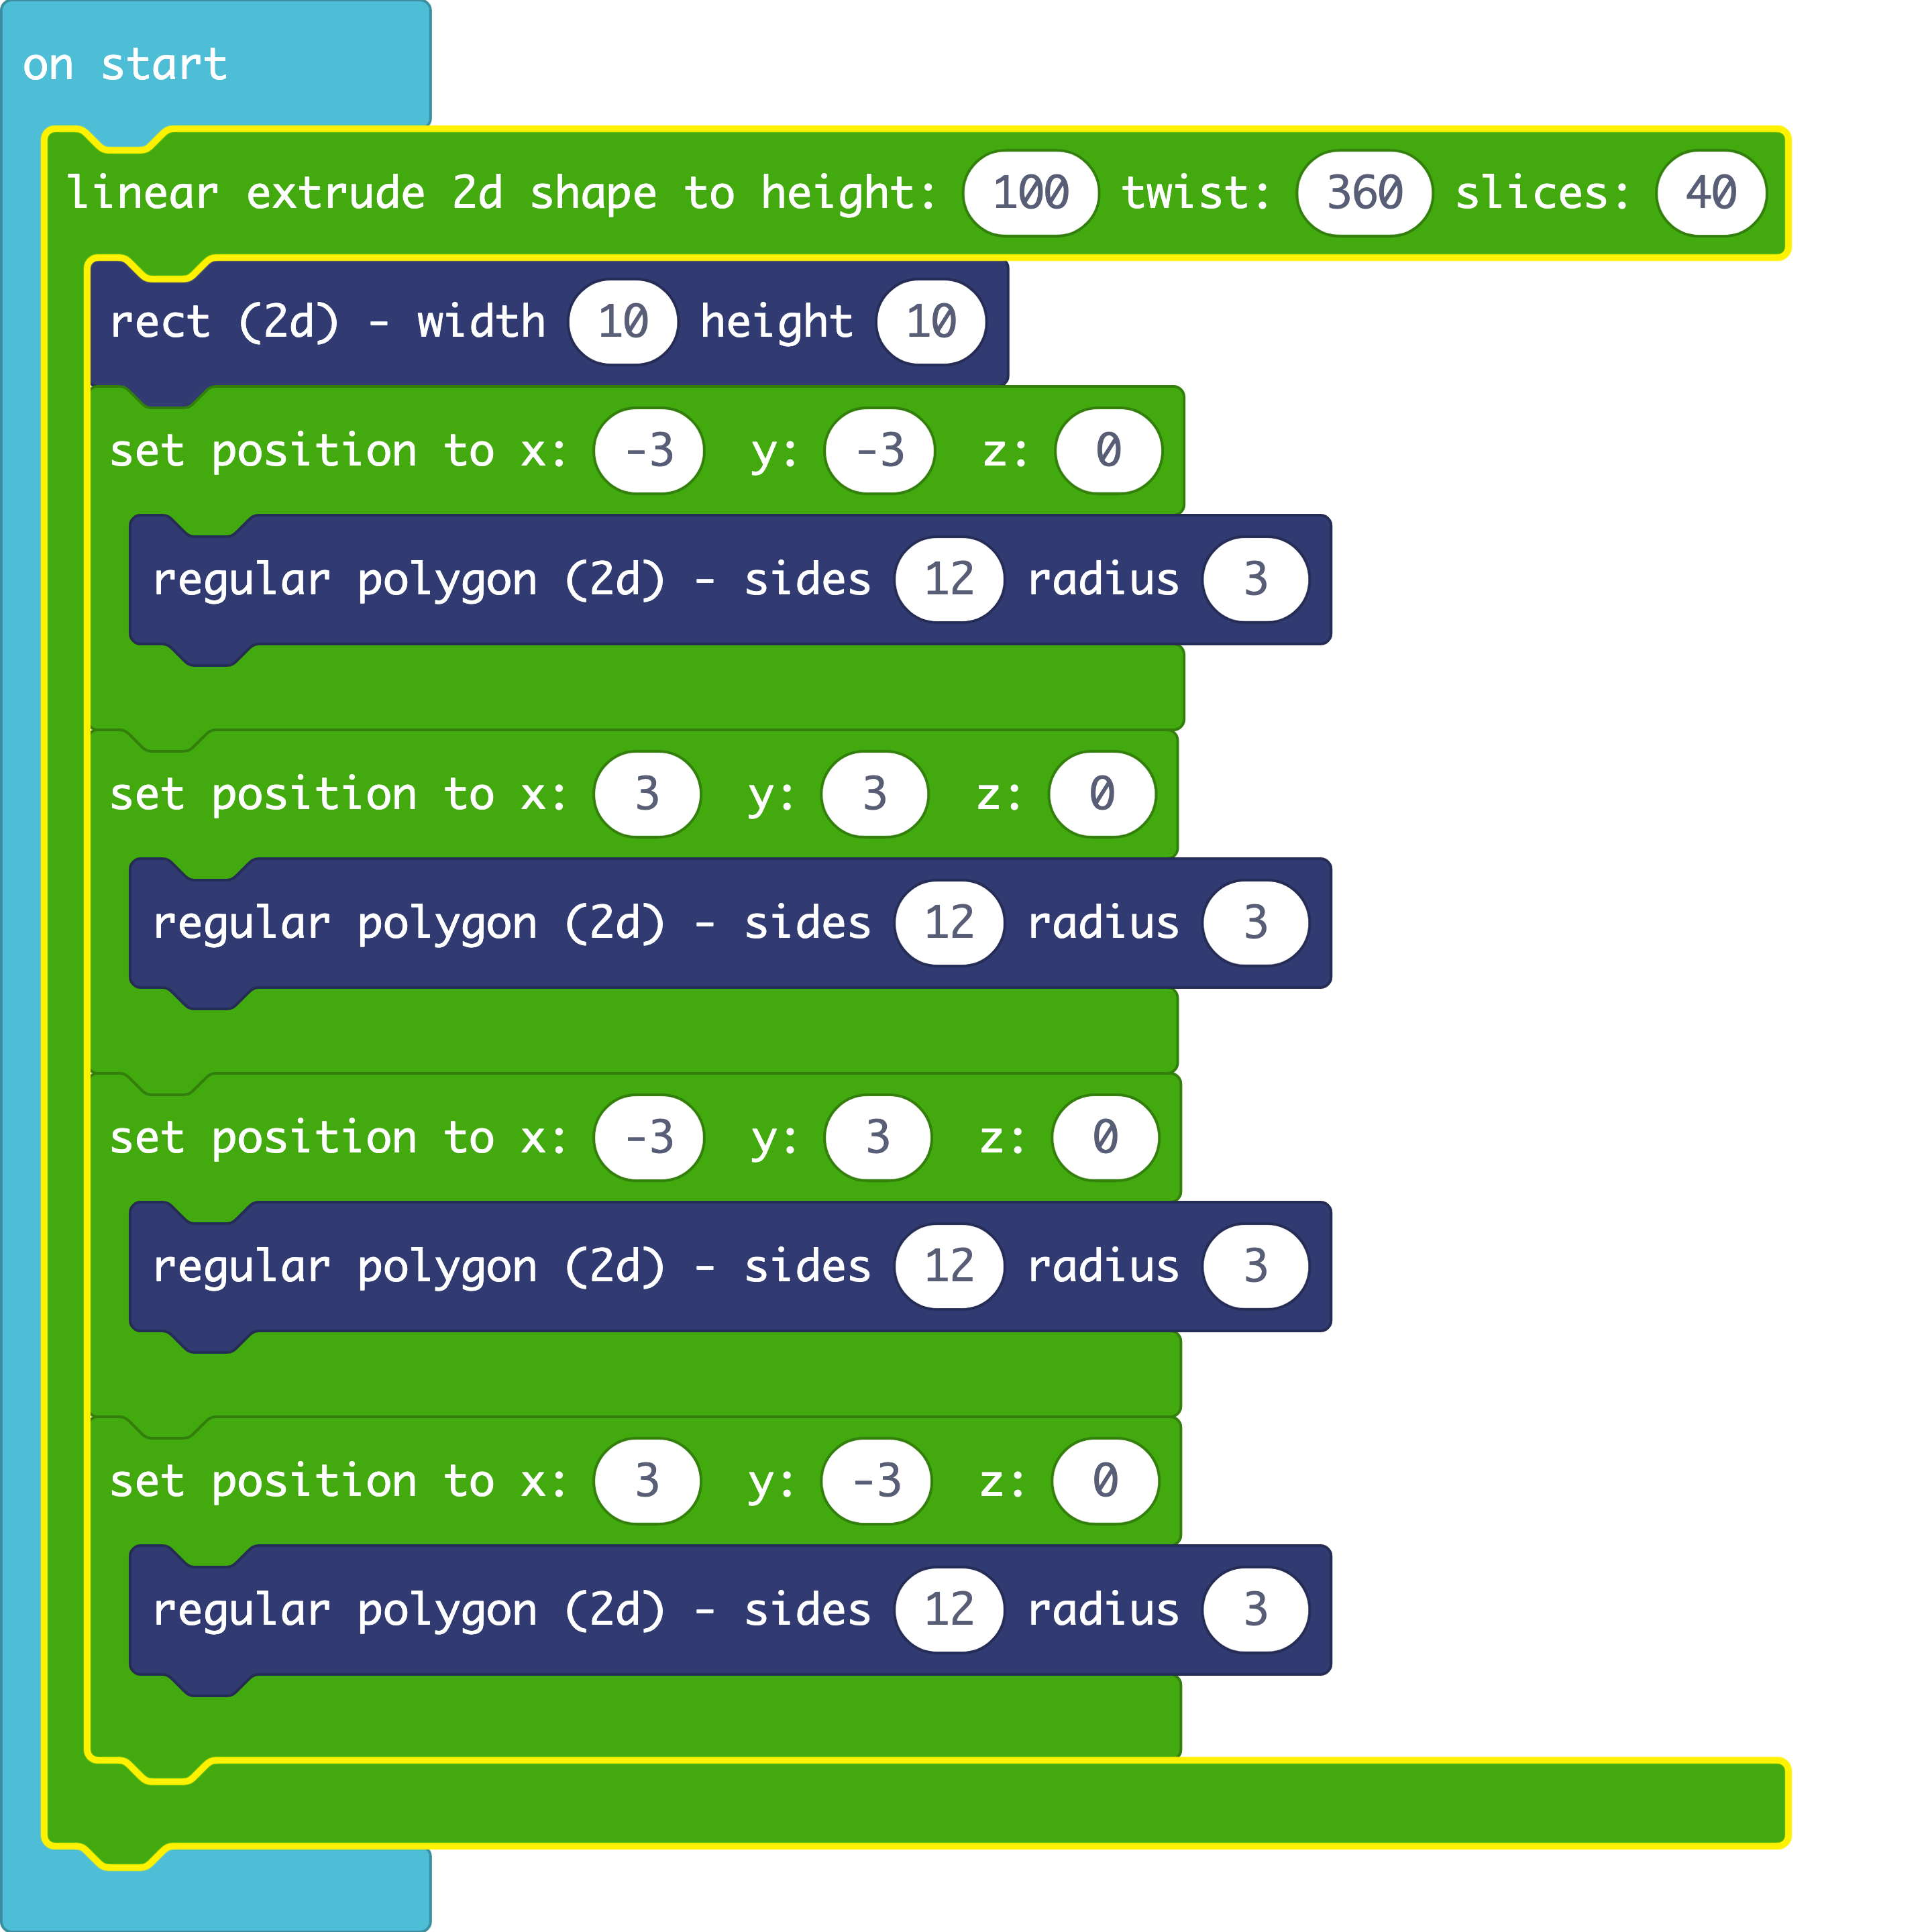 on start
linear extrude 2d shape to height: 100 twist: 360 slices: 40
rect (2d) - width 10 height 10
set position to x: -3 y: -3 z: 0
regular polygon (2d) - sides 12 radius 3
set position to x: 3 y: 3 z: 0
regular polygon (2d) - sides 12 radius 3
set position to x: -3 y: 3 z: 0
regular polygon (2d) - sides 12 radius 3
set position to x: 3 y: -3 z: 0
regular polygon (2d) - sides 12 radius 3